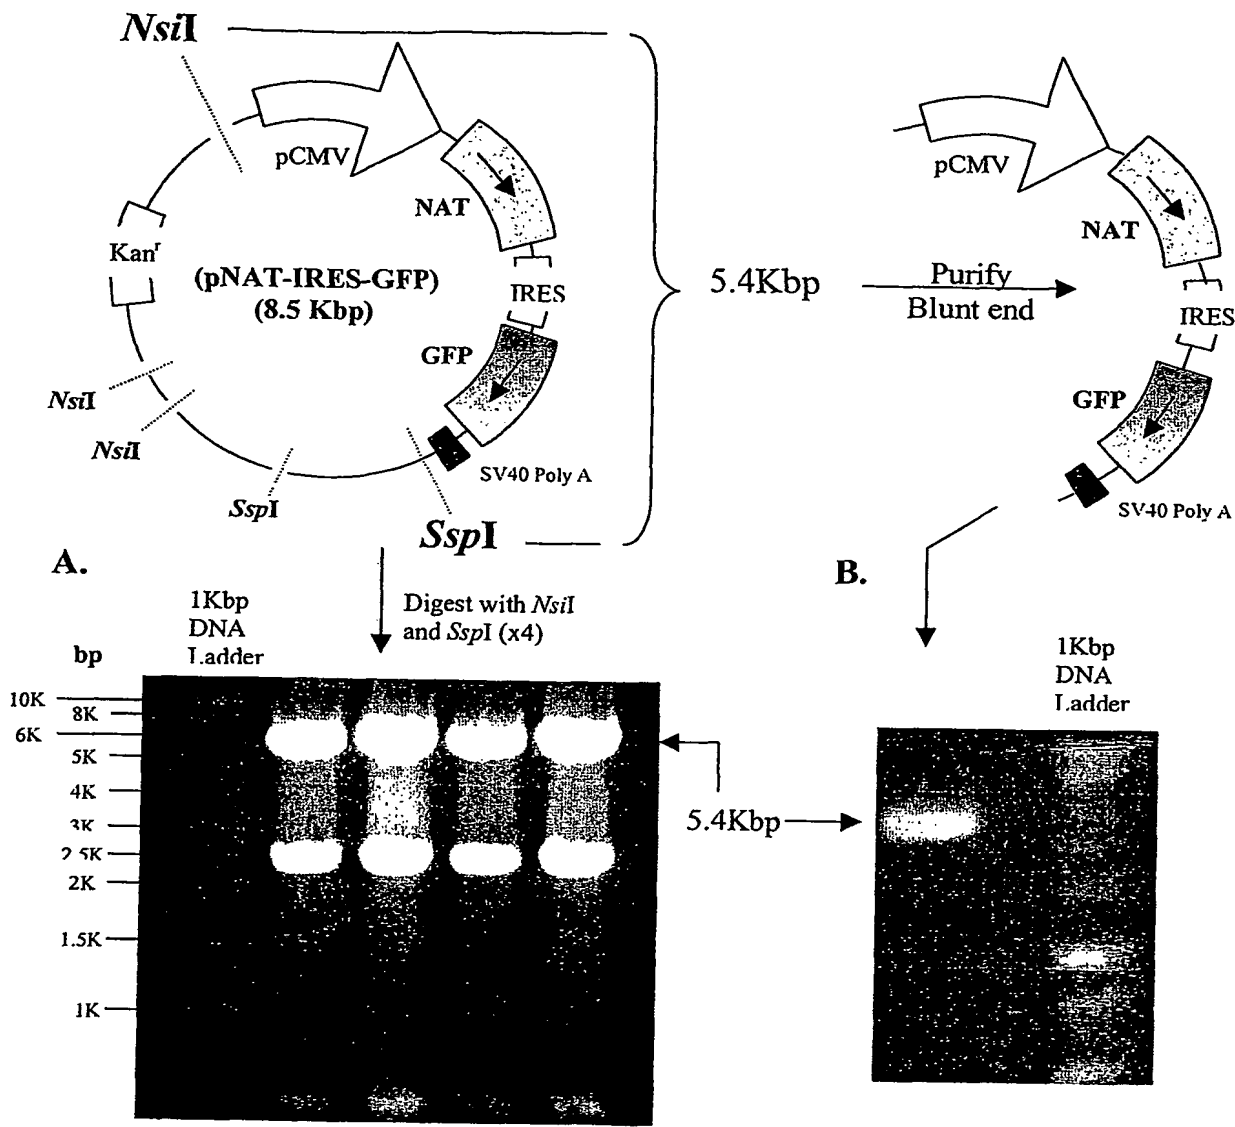 NsiI
pCMV
NAT
Kanʳ
(pNAT-IRES-GFP)
(8.5 Kbp)
IRES
GFP
NsiI
NsiI
SspI
SV40 Poly A
SspI
5.4Kbp
Purify
Blunt end
pCMV
NAT
IRES
GFP
SV40 Poly A
A.
Digest with NsiI
and SspI (x4)
1Kbp
DNA
Ladder
bp
10K
8K
6K
5K
4K
3K
2.5K
2K
1.5K
1K
5.4Kbp
B.
1Kbp
DNA
Ladder